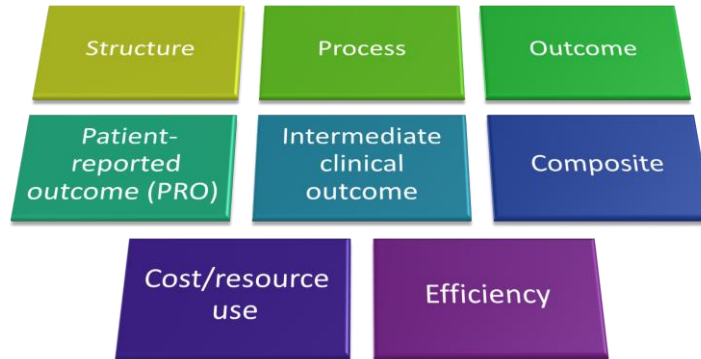 Structure
Process
Outcome
Patient-
reported
outcome (PRO)
Intermediate
clinical
outcome
Composite
Cost/resource
use
Efficiency